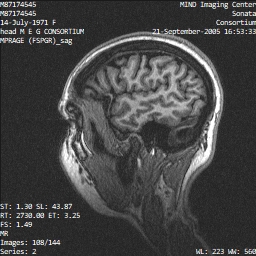 M87174545
M87174545
14-July-1971 F
head M E G CONSORTIUM
MPRAGE (FSPGR)_sag
MIND Imaging Center
Sonata
Consortium
21-September-2005 16:53:33
ST: 1.30 SL: 43.87
RT: 2730.00 ET: 3.25
FS: 1.49
MR
Images: 108/144
Series: 2
WL: 223 WW: 560